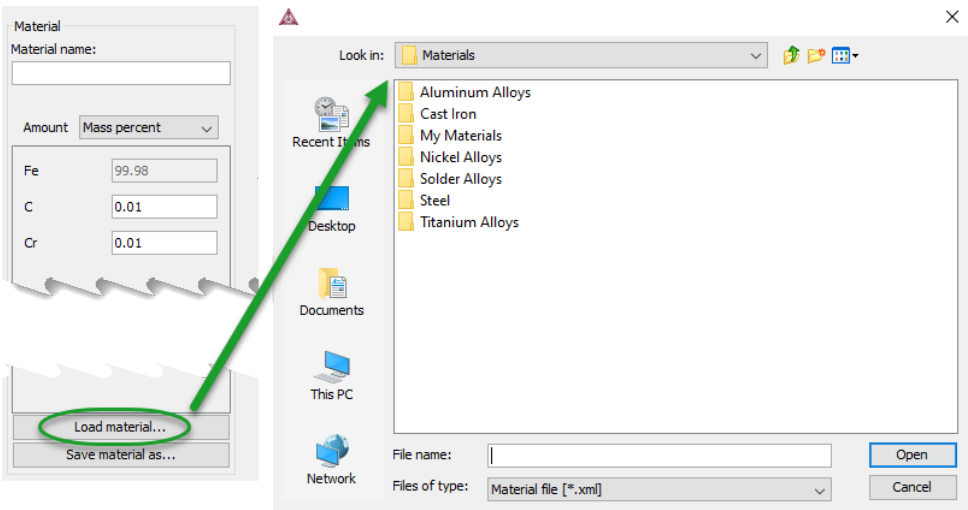 Material
Material name:
Amount Mass percent
Fe 99.98
C 0.01
Cr 0.01
Load material...
Save material as...
Look in: Materials
Recent Items
Desktop
Documents
This PC
Network
Aluminum Alloys
Cast Iron
My Materials
Nickel Alloys
Solder Alloys
Steel
Titanium Alloys
File name:
Open
Files of type: Material file [*.xml]
Cancel